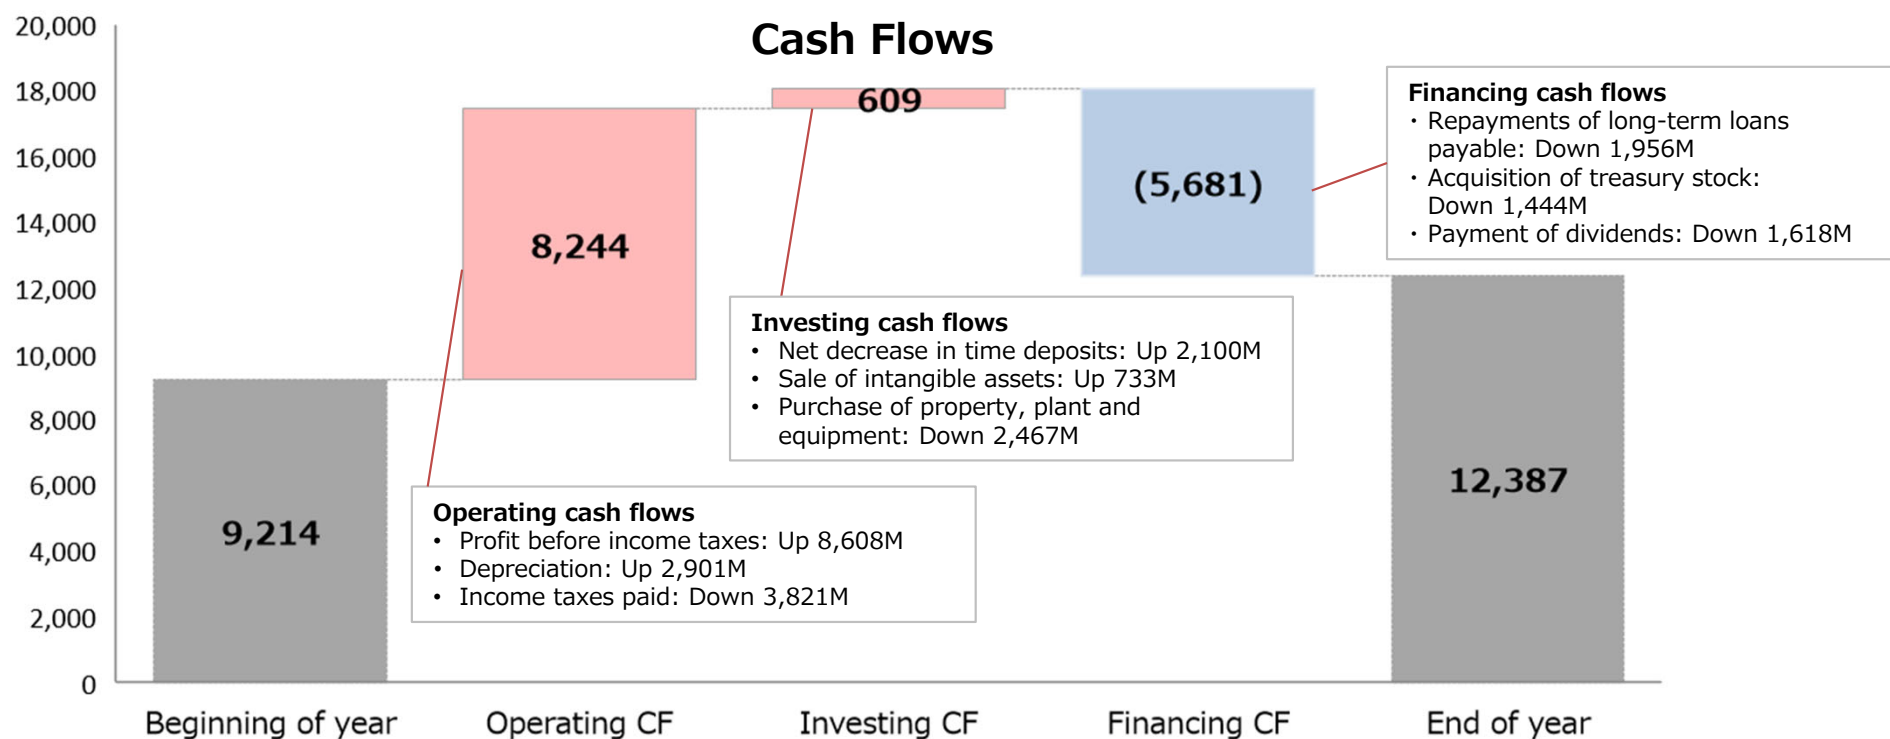 Cash Flows
20,000
18,000
16,000
14,000
12,000
10,000
8,000
6,000
4,000
2,000
0
9,214
8,244
609
(5,681)
12,387
Operating cash flows
• Profit before income taxes: Up 8,608M
• Depreciation: Up 2,901M
• Income taxes paid: Down 3,821M
Investing cash flows
• Net decrease in time deposits: Up 2,100M
• Sale of intangible assets: Up 733M
• Purchase of property, plant and
equipment: Down 2,467M
Financing cash flows
・Repayments of long-term loans
payable: Down 1,956M
・Acquisition of treasury stock:
Down 1,444M
・Payment of dividends: Down 1,618M
Beginning of year
Operating CF
Investing CF
Financing CF
End of year